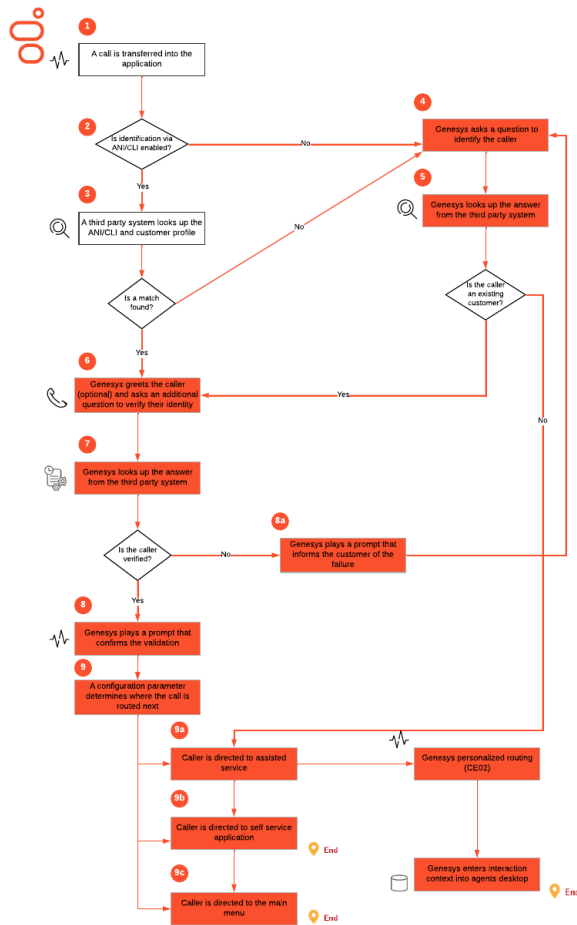 1
A call is transferred into the
application
2
Is identification via
ANI/CLI enabled?
No
4
Genesys asks a question to
identify the caller
Yes
3
A third party system looks up the
ANI/CLI and customer profile
5
Genesys looks up the answer
from the third party system
No
Is a match
found?
Is the caller
an existing
customer?
Yes
6
Genesys greets the caller
(optional) and asks an additional
question to verify their identity
Yes
No
7
Genesys looks up the answer
from the third party system
8a
Is the caller
verified?
No
Genesys plays a prompt that
informs the customer of the
failure
Yes
8
Genesys plays a prompt that
confirms the validation
9
A configuration parameter
determines where the call is
routed next
9a
Caller is directed to assisted
service
Genesys personalized routing
(CE02)
9b
Caller is directed to self service
application
End
9c
Caller is directed to the main
menu
End
Genesys enters interaction
context into agents desktop
End